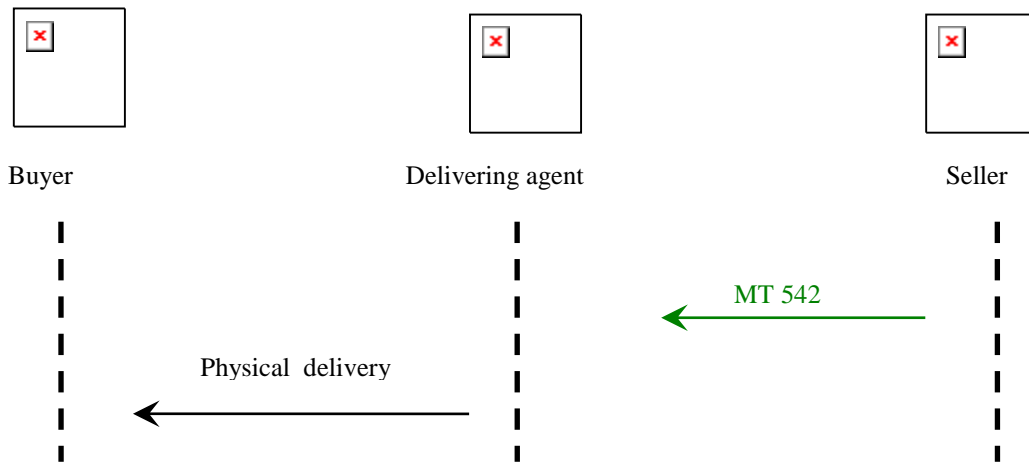 Buyer
Delivering agent
Seller
MT 542
Physical delivery